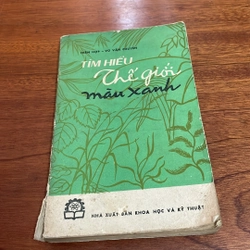 TÌM HIỂU
Thế giới
màu xanh
NHÀ XUẤT BẢN KHOA HỌC VÀ KỸ THUẬT